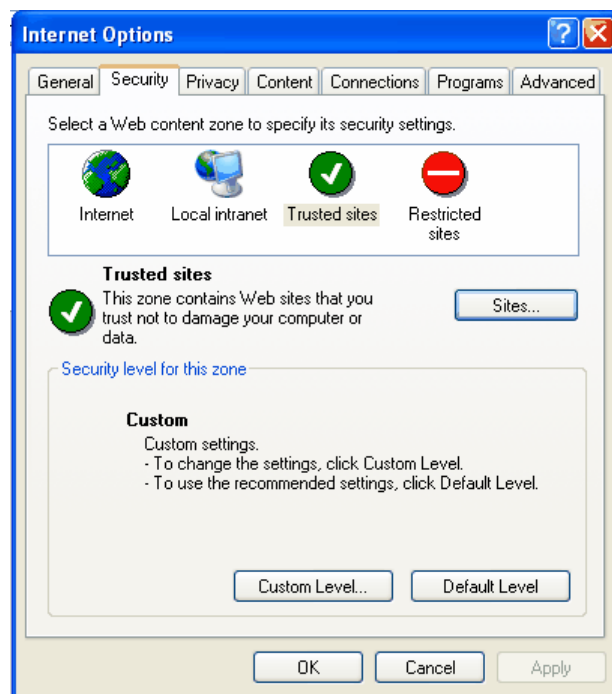 Internet Options
General Security Privacy Content Connections Programs Advanced
Select a Web content zone to specify its security settings.
Internet Local intranet Trusted sites Restricted sites
Trusted sites
This zone contains Web sites that you
trust not to damage your computer or
data.
Sites...
Security level for this zone
Custom
Custom settings.
- To change the settings, click Custom Level.
- To use the recommended settings, click Default Level.
Custom Level... Default Level
OK Cancel Apply